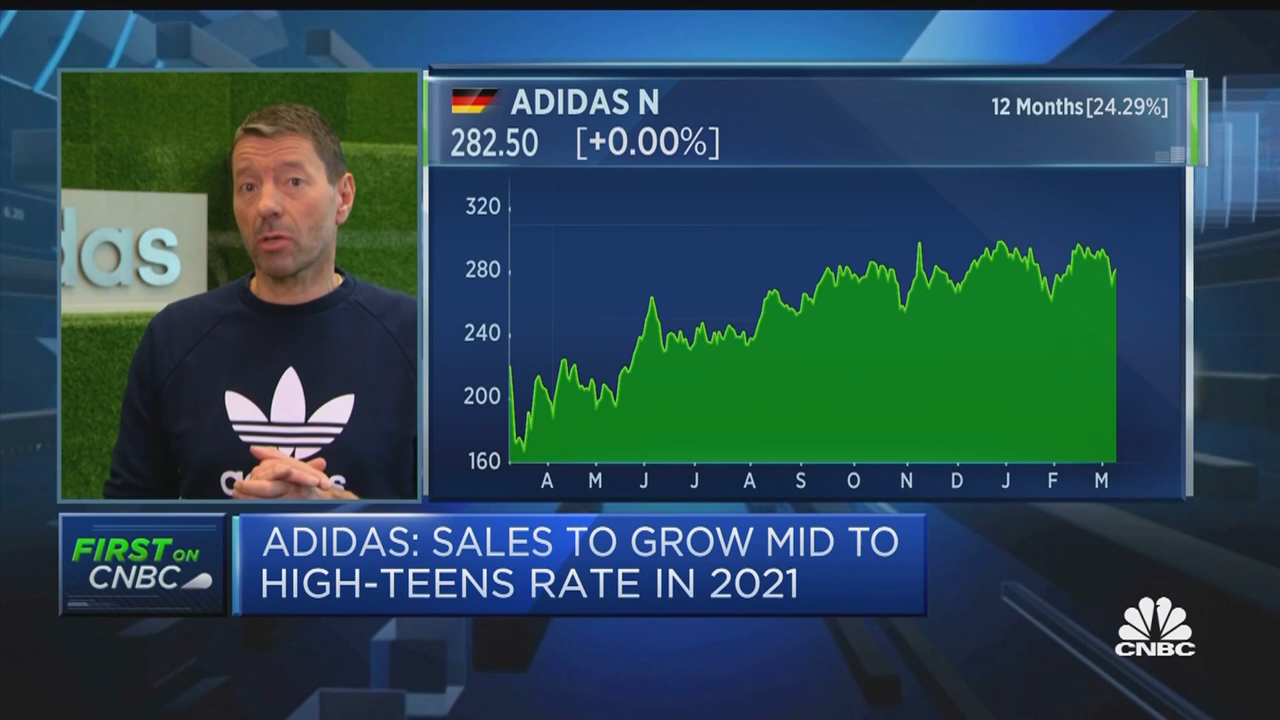 ADIDAS N
12 Months[24.29%]
282.50 [+0.00%]
320
280
240
200
160
A M J J A S O N D J F M
das
FIRST ON
CNBC
ADIDAS: SALES TO GROW MID TO
HIGH-TEENS RATE IN 2021
CNBC